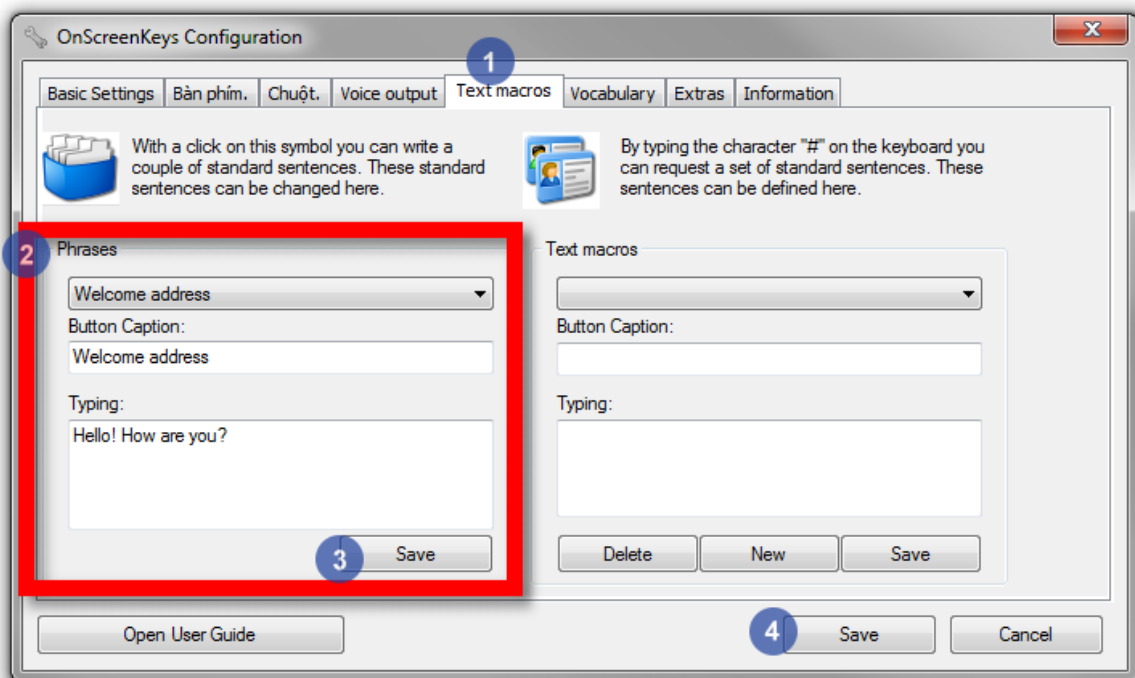 OnScreenKeys Configuration
1
Basic Settings Bàn phím. Chuột. Voice output Text macros Vocabulary Extras Information
With a click on this symbol you can write a
couple of standard sentences. These standard
sentences can be changed here.
By typing the character "#" on the keyboard you
can request a set of standard sentences. These
sentences can be defined here.
2
Phrases
Welcome address
Button Caption:
Welcome address
Typing:
Hello! How are you?
3
Save
Text macros
Button Caption:
Typing:
Delete New Save
Open User Guide
4
Save Cancel